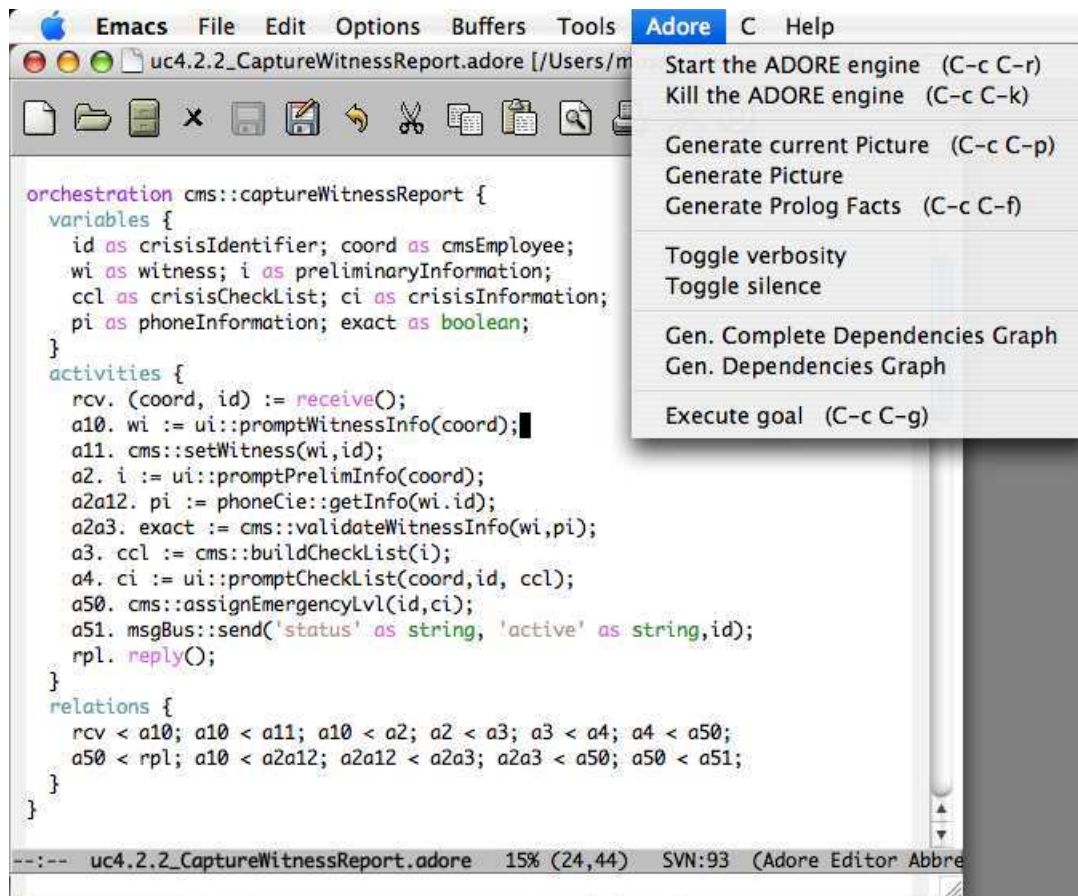 Emacs File Edit Options Buffers Tools Adore C Help
uc4.2.2_CaptureWitnessReport.adore [/Users/m
Start the ADORE engine (C-c C-r)
Kill the ADORE engine (C-c C-k)
Generate current Picture (C-c C-p)
Generate Picture
Generate Prolog Facts (C-c C-f)
Toggle verbosity
Toggle silence
Gen. Complete Dependencies Graph
Gen. Dependencies Graph
Execute goal (C-c C-g)
orchestration cms::captureWitnessReport {
variables {
id as crisisIdentifier; coord as cmsEmployee;
wi as witness; i as preliminaryInformation;
ccl as crisisCheckList; ci as crisisInformation;
pi as phoneInformation; exact as boolean;
}
activities {
rcv. (coord, id) := receive();
a10. wi := ui::promptWitnessInfo(coord);
a11. cms::setWitness(wi,id);
a2. i := ui::promptPrelimInfo(coord);
a2a12. pi := phoneCie::getInfo(wi.id);
a2a3. exact := cms::validateWitnessInfo(wi,pi);
a3. ccl := cms::buildCheckList(i);
a4. ci := ui::promptCheckList(coord,id, ccl);
a50. cms::assignEmergencyLvl(id,ci);
a51. msgBus::send('status' as string, 'active' as string,id);
rpl. reply();
}
relations {
rcv < a10; a10 < a11; a10 < a2; a2 < a3; a3 < a4; a4 < a50;
a50 < rpl; a10 < a2a12; a2a12 < a2a3; a2a3 < a50; a50 < a51;
}
}
--:-- uc4.2.2_CaptureWitnessReport.adore 15% (24,44) SVN:93 (Adore Editor Abbre